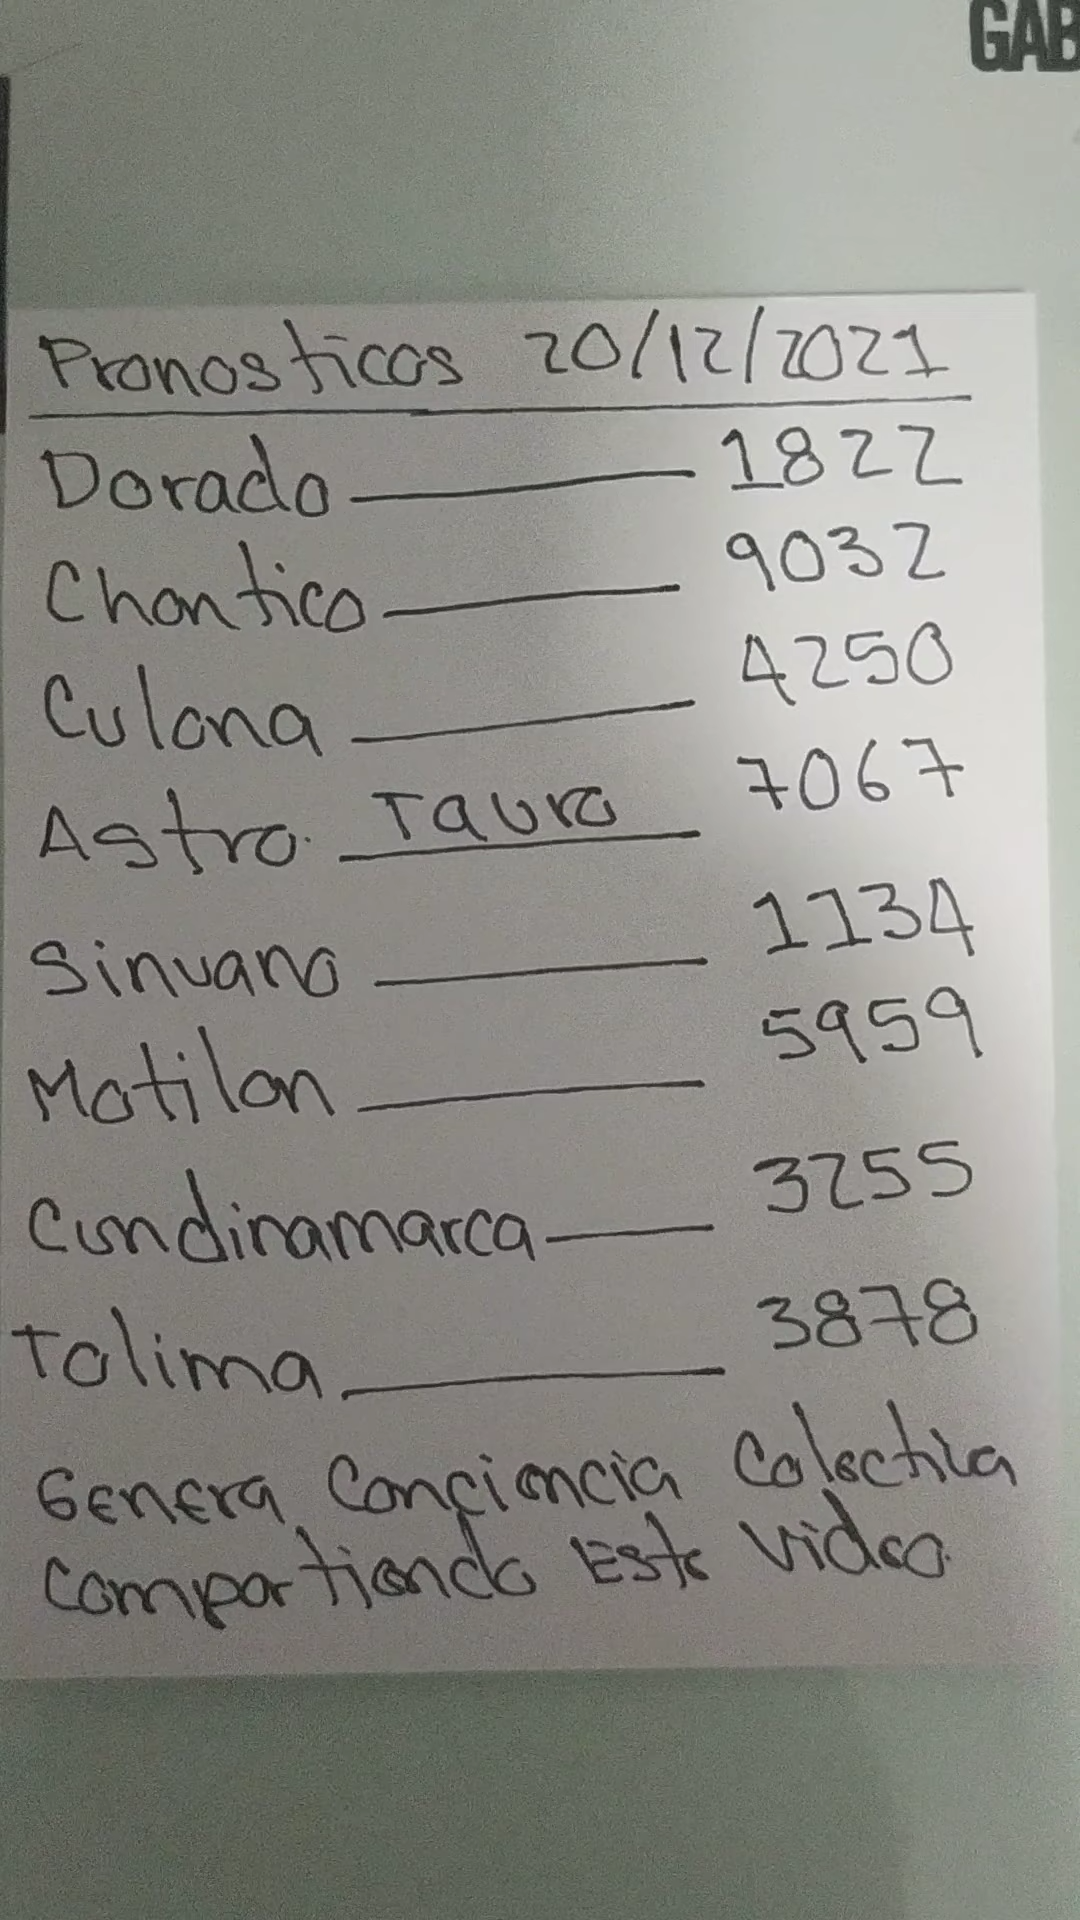 GAB
Pronosticos 20/12/2021
Dorado 1822
Chontico 9032
Culona 4250
Astro. Tauro 7067
Sinuano 1134
Motilon 5959
Cundinamarca 3255
Tolima 3878
Genera Conciencia Colectiva
compartiendo Este video.